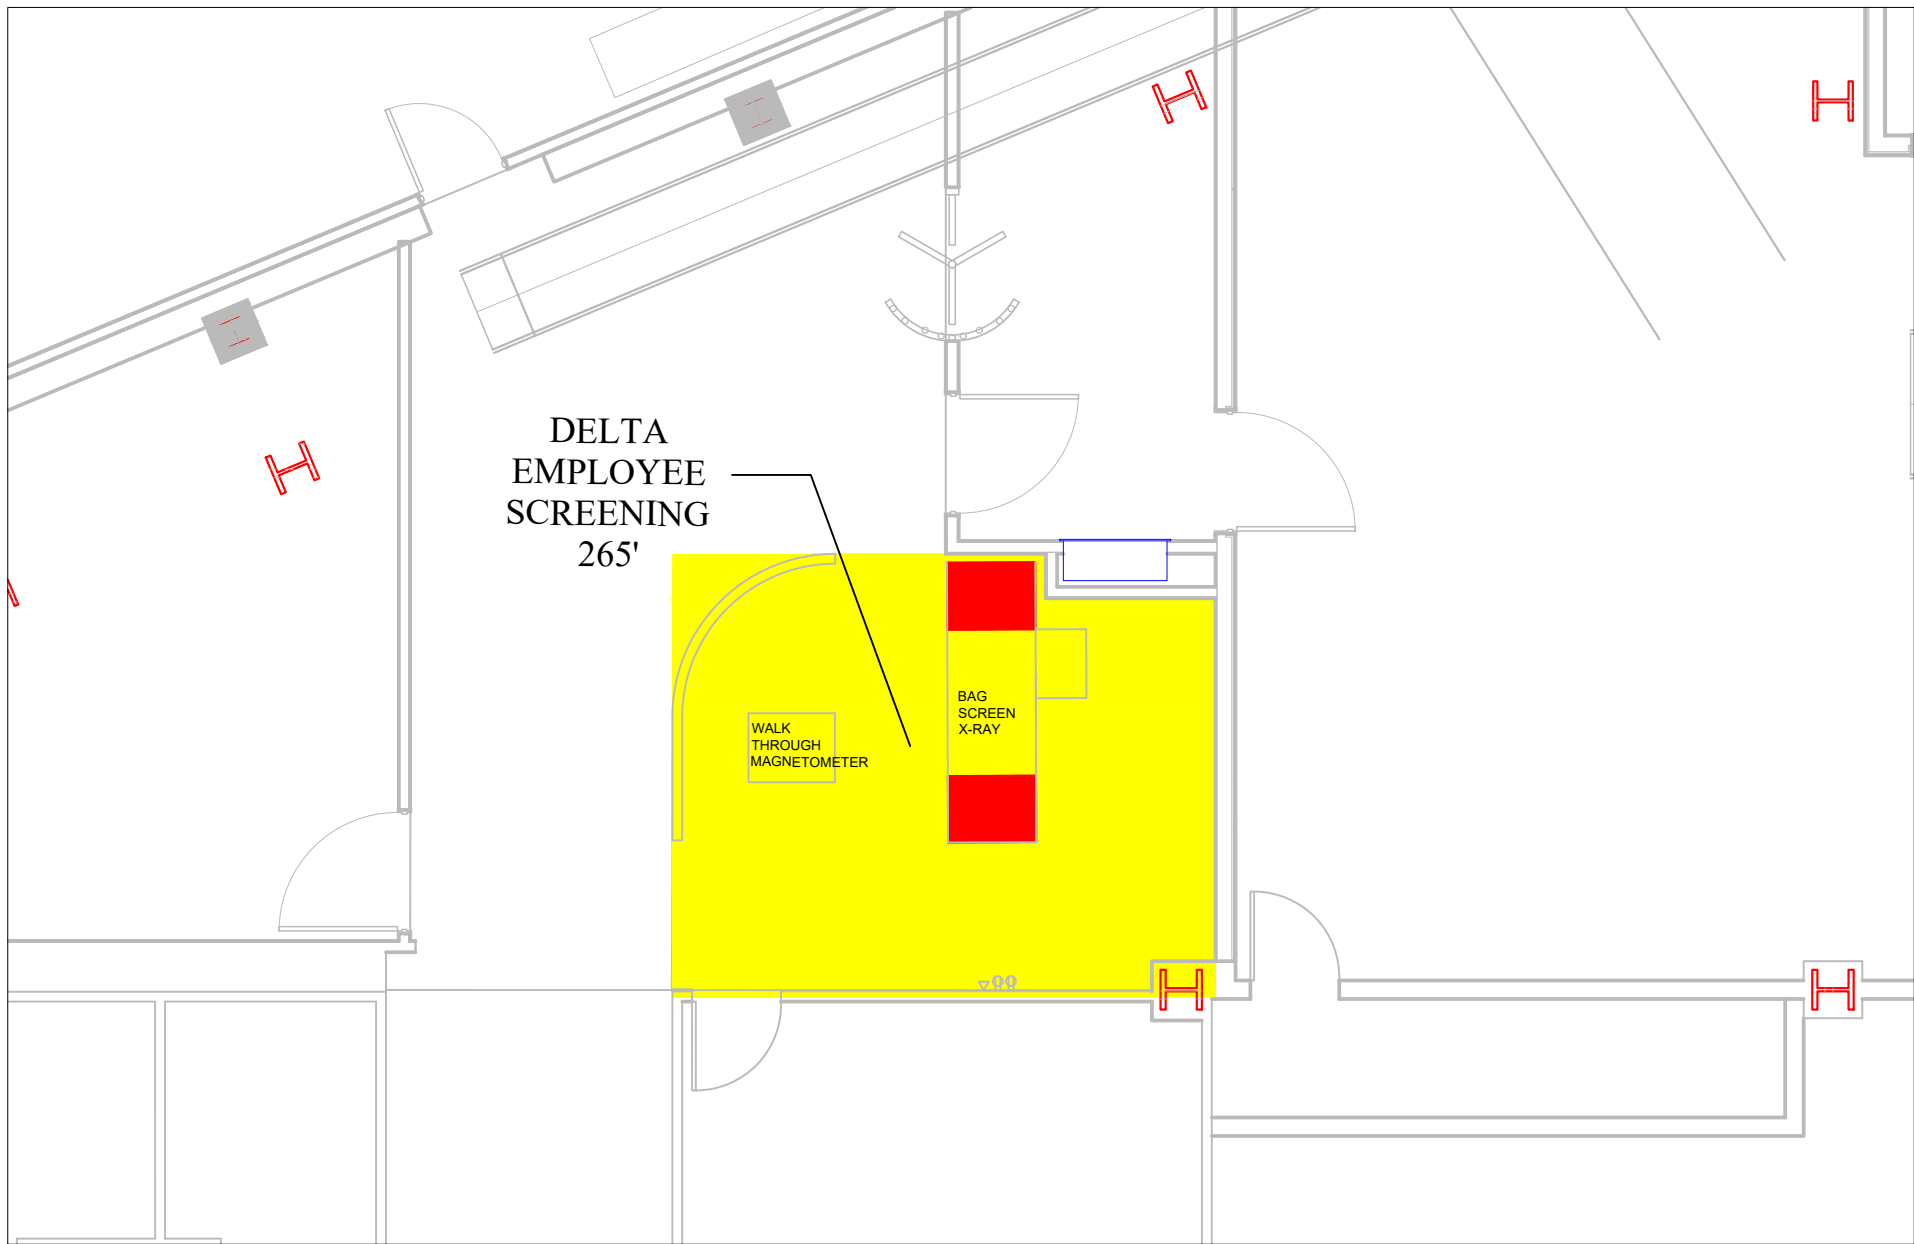 DELTA
EMPLOYEE
SCREENING
265'
BAG
SCREEN
X-RAY
WALK
THROUGH
MAGNETOMETER